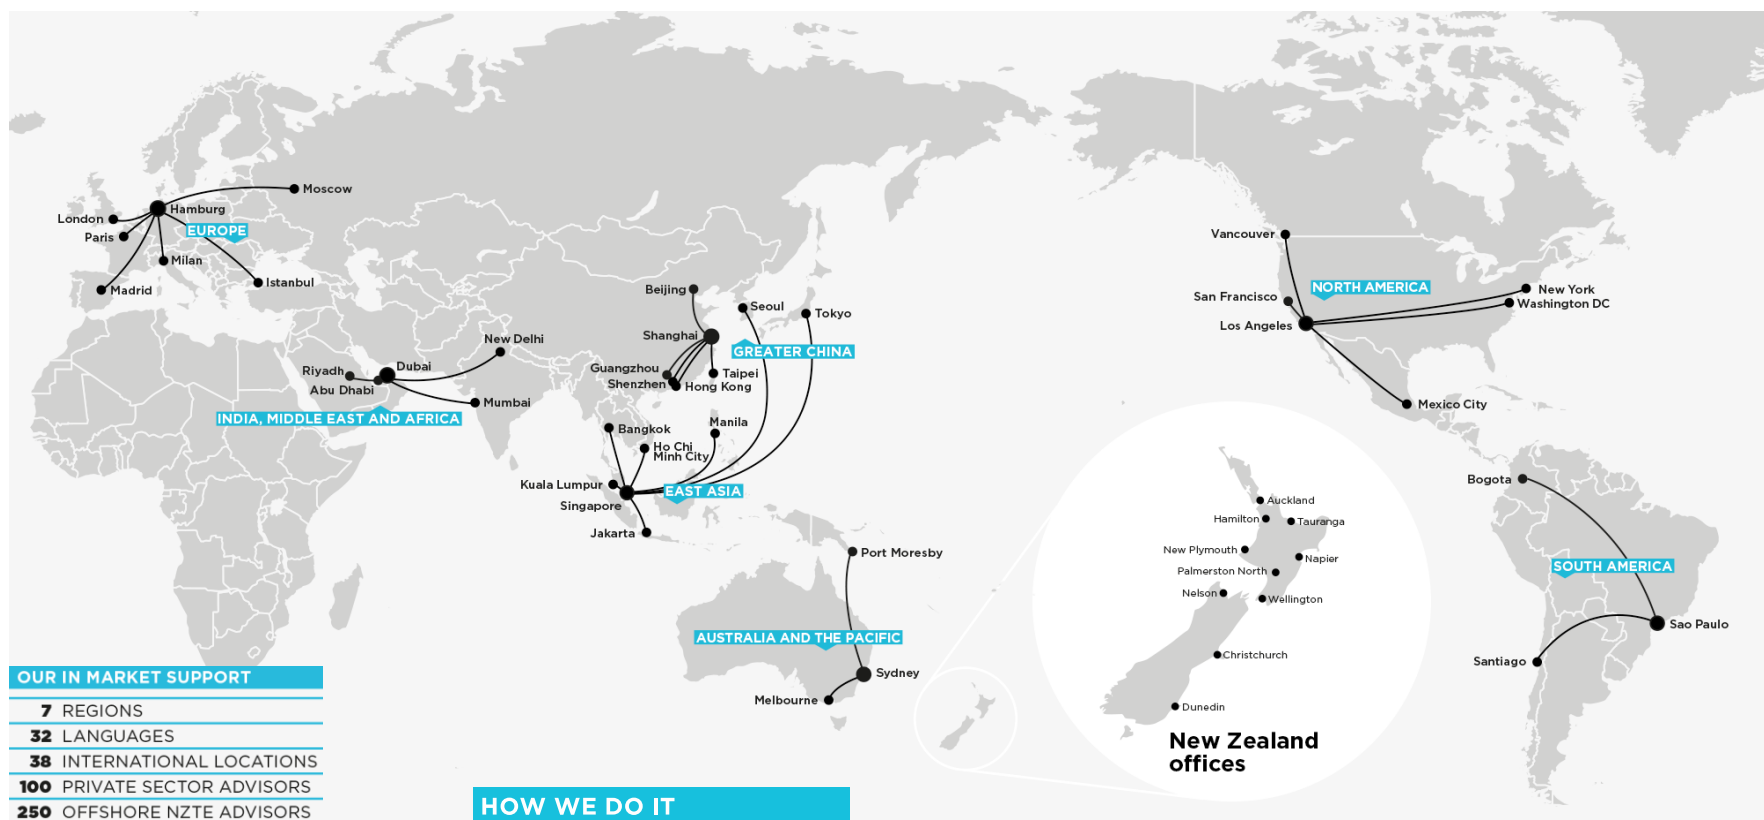 Moscow
London
Hamburg
Paris
EUROPE
Milan
Madrid
Istanbul
Riyadh
Abu Dhabi
Dubai
New Delhi
Mumbai
INDIA, MIDDLE EAST AND AFRICA
Beijing
Shanghai
Seoul
Tokyo
GREATER CHINA
Guangzhou
Shenzhen
Hong Kong
Taipei
Manila
Bangkok
Ho Chi
Minh City
Kuala Lumpur
EAST ASIA
Singapore
Jakarta
Port Moresby
AUSTRALIA AND THE PACIFIC
Sydney
Melbourne
Vancouver
NORTH AMERICA
San Francisco
New York
Washington DC
Los Angeles
Mexico City
Bogota
SOUTH AMERICA
Sao Paulo
Santiago
Auckland
Hamilton
Tauranga
New Plymouth
Napier
Palmerston North
Nelson
Wellington
Christchurch
Dunedin
New Zealand
offices
OUR IN MARKET SUPPORT
7 REGIONS
32 LANGUAGES
38 INTERNATIONAL LOCATIONS
100 PRIVATE SECTOR ADVISORS
250 OFFSHORE NZTE ADVISORS
HOW WE DO IT